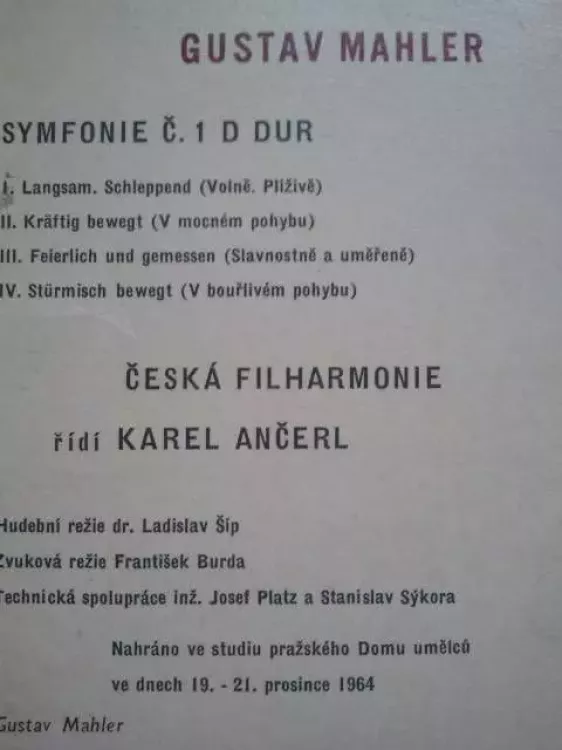 GUSTAV MAHLER
SYMFONIE Č. 1 D DUR
I. Langsam. Schleppend (Volně. Plíživě)
II. Kräftig bewegt (V mocném pohybu)
III. Feierlich und gemessen (Slavnostně a uměřeně)
IV. Stürmisch bewegt (V bouřlivém pohybu)
ČESKÁ FILHARMONIE
řídí KAREL ANČERL
Hudební režie dr. Ladislav Šíp
Zvuková režie František Burda
Technická spolupráce inž. Josef Platz a Stanislav Sýkora
Nahráno ve studiu pražského Domu umělců
ve dnech 19. - 21. prosince 1964
Gustav Mahler